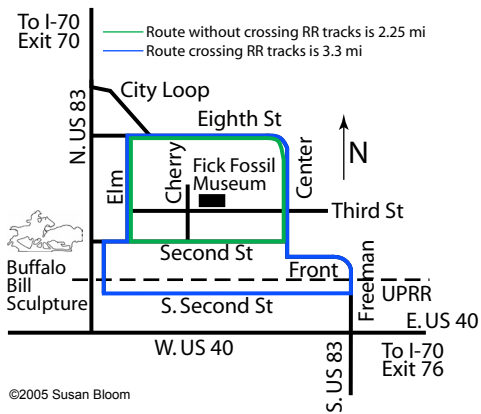 To I-70
Exit 70
Route without crossing RR tracks is 2.25 mi
Route crossing RR tracks is 3.3 mi
N. US 83
City Loop
Eighth St
N
Elm
Cherry
Fick Fossil
Museum
Center
Third St
Second St
Front
Freeman
Buffalo
Bill
Sculpture
UPRR
S. Second St
E. US 40
W. US 40
S. US 83
To I-70
Exit 76
©2005 Susan Bloom